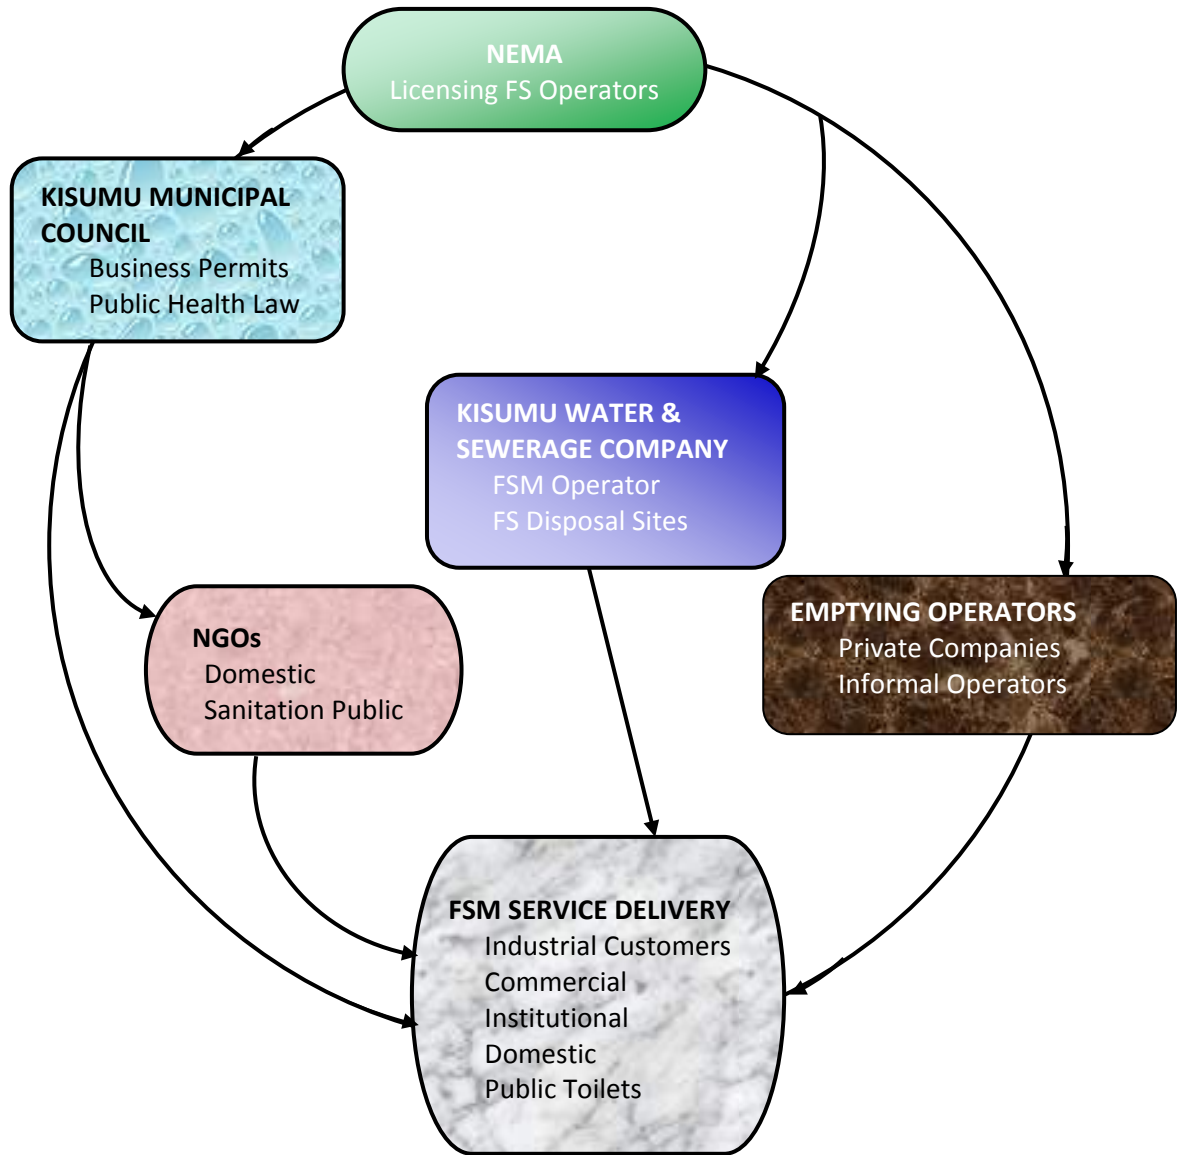 NEMA
Licensing FS Operators
KISUMU MUNICIPAL
COUNCIL
Business Permits
Public Health Law
KISUMU WATER &
SEWERAGE COMPANY
FSM Operator
FS Disposal Sites
NGOs
Domestic
Sanitation Public
EMPTYING OPERATORS
Private Companies
Informal Operators
FSM SERVICE DELIVERY
Industrial Customers
Commercial
Institutional
Domestic
Public Toilets